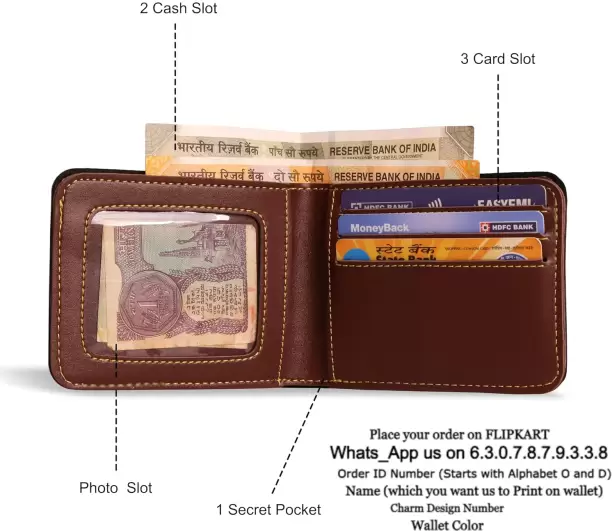 2 Cash Slot
3 Card Slot
भारतीय रिज़र्व बैंक पाँच सौ रूपये RESERVE BANK OF INDIA
भारतीय रिज़र्व बैंक दो सौ रूपये RESERVE BANK OF INDIA
HDFC BANK EASYEMI
MoneyBack HDFC BANK
स्टेट बैंक
State Bank
Photo Slot
1 Secret Pocket
Place your order on FLIPKART
Whats_App us on 6.3.0.7.8.7.9.3.3.8
Order ID Number (Starts with Alphabet O and D)
Name (which you want us to Print on wallet)
Charm Design Number
Wallet Color